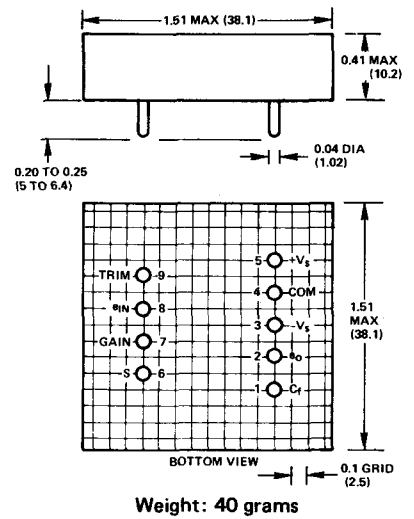 1.51 MAX (38.1)
0.41 MAX
(10.2)
0.20 TO 0.25
(5 TO 6.4)
0.04 DIA
(1.02)
TRIM 9
eIN 8
GAIN 7
S 6
5 +Vs
4 COM
3 -Vs
2 eo
1 Cf
1.51
MAX
(38.1)
BOTTOM VIEW
0.1 GRID
(2.5)
Weight: 40 grams